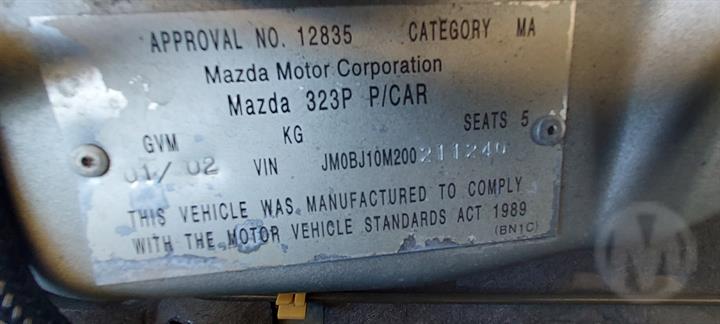 APPROVAL NO. 12835 CATEGORY MA
Mazda Motor Corporation
Mazda 323P P/CAR
GVM KG SEATS 5
01/ 02 VIN JM0BJ10M200211240
THIS VEHICLE WAS MANUFACTURED TO COMPLY
WITH THE MOTOR VEHICLE STANDARDS ACT 1989
(BN1C)
M